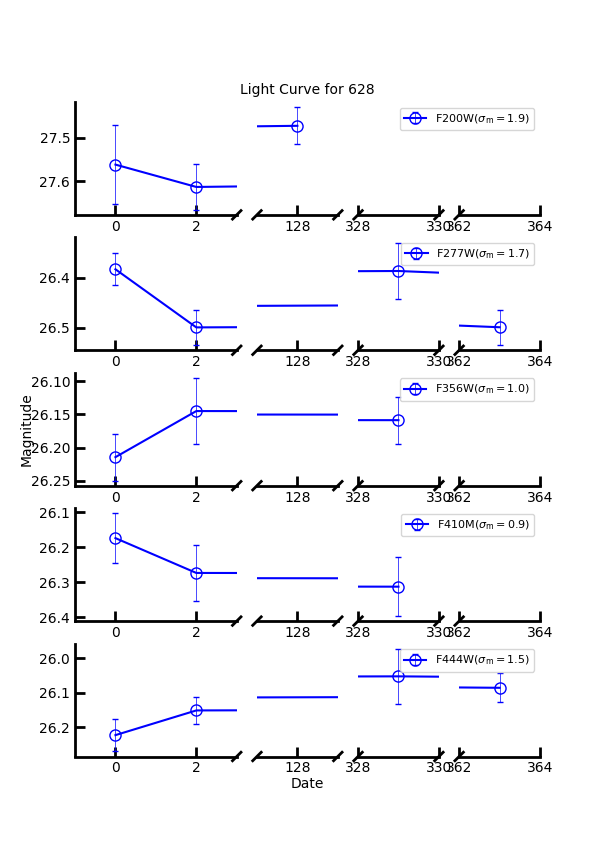 Light Curve for 628
F200W(σm = 1.9)
27.5
27.6
0 2 128 328 330 362 364
F277W(σm = 1.7)
26.4
26.5
0 2 128 328 330 362 364
F356W(σm = 1.0)
26.10
26.15
26.20
26.25
0 2 128 328 330 362 364
Magnitude
F410M(σm = 0.9)
26.1
26.2
26.3
26.4
0 2 128 328 330 362 364
F444W(σm = 1.5)
26.0
26.1
26.2
0 2 128 328 330 362 364
Date